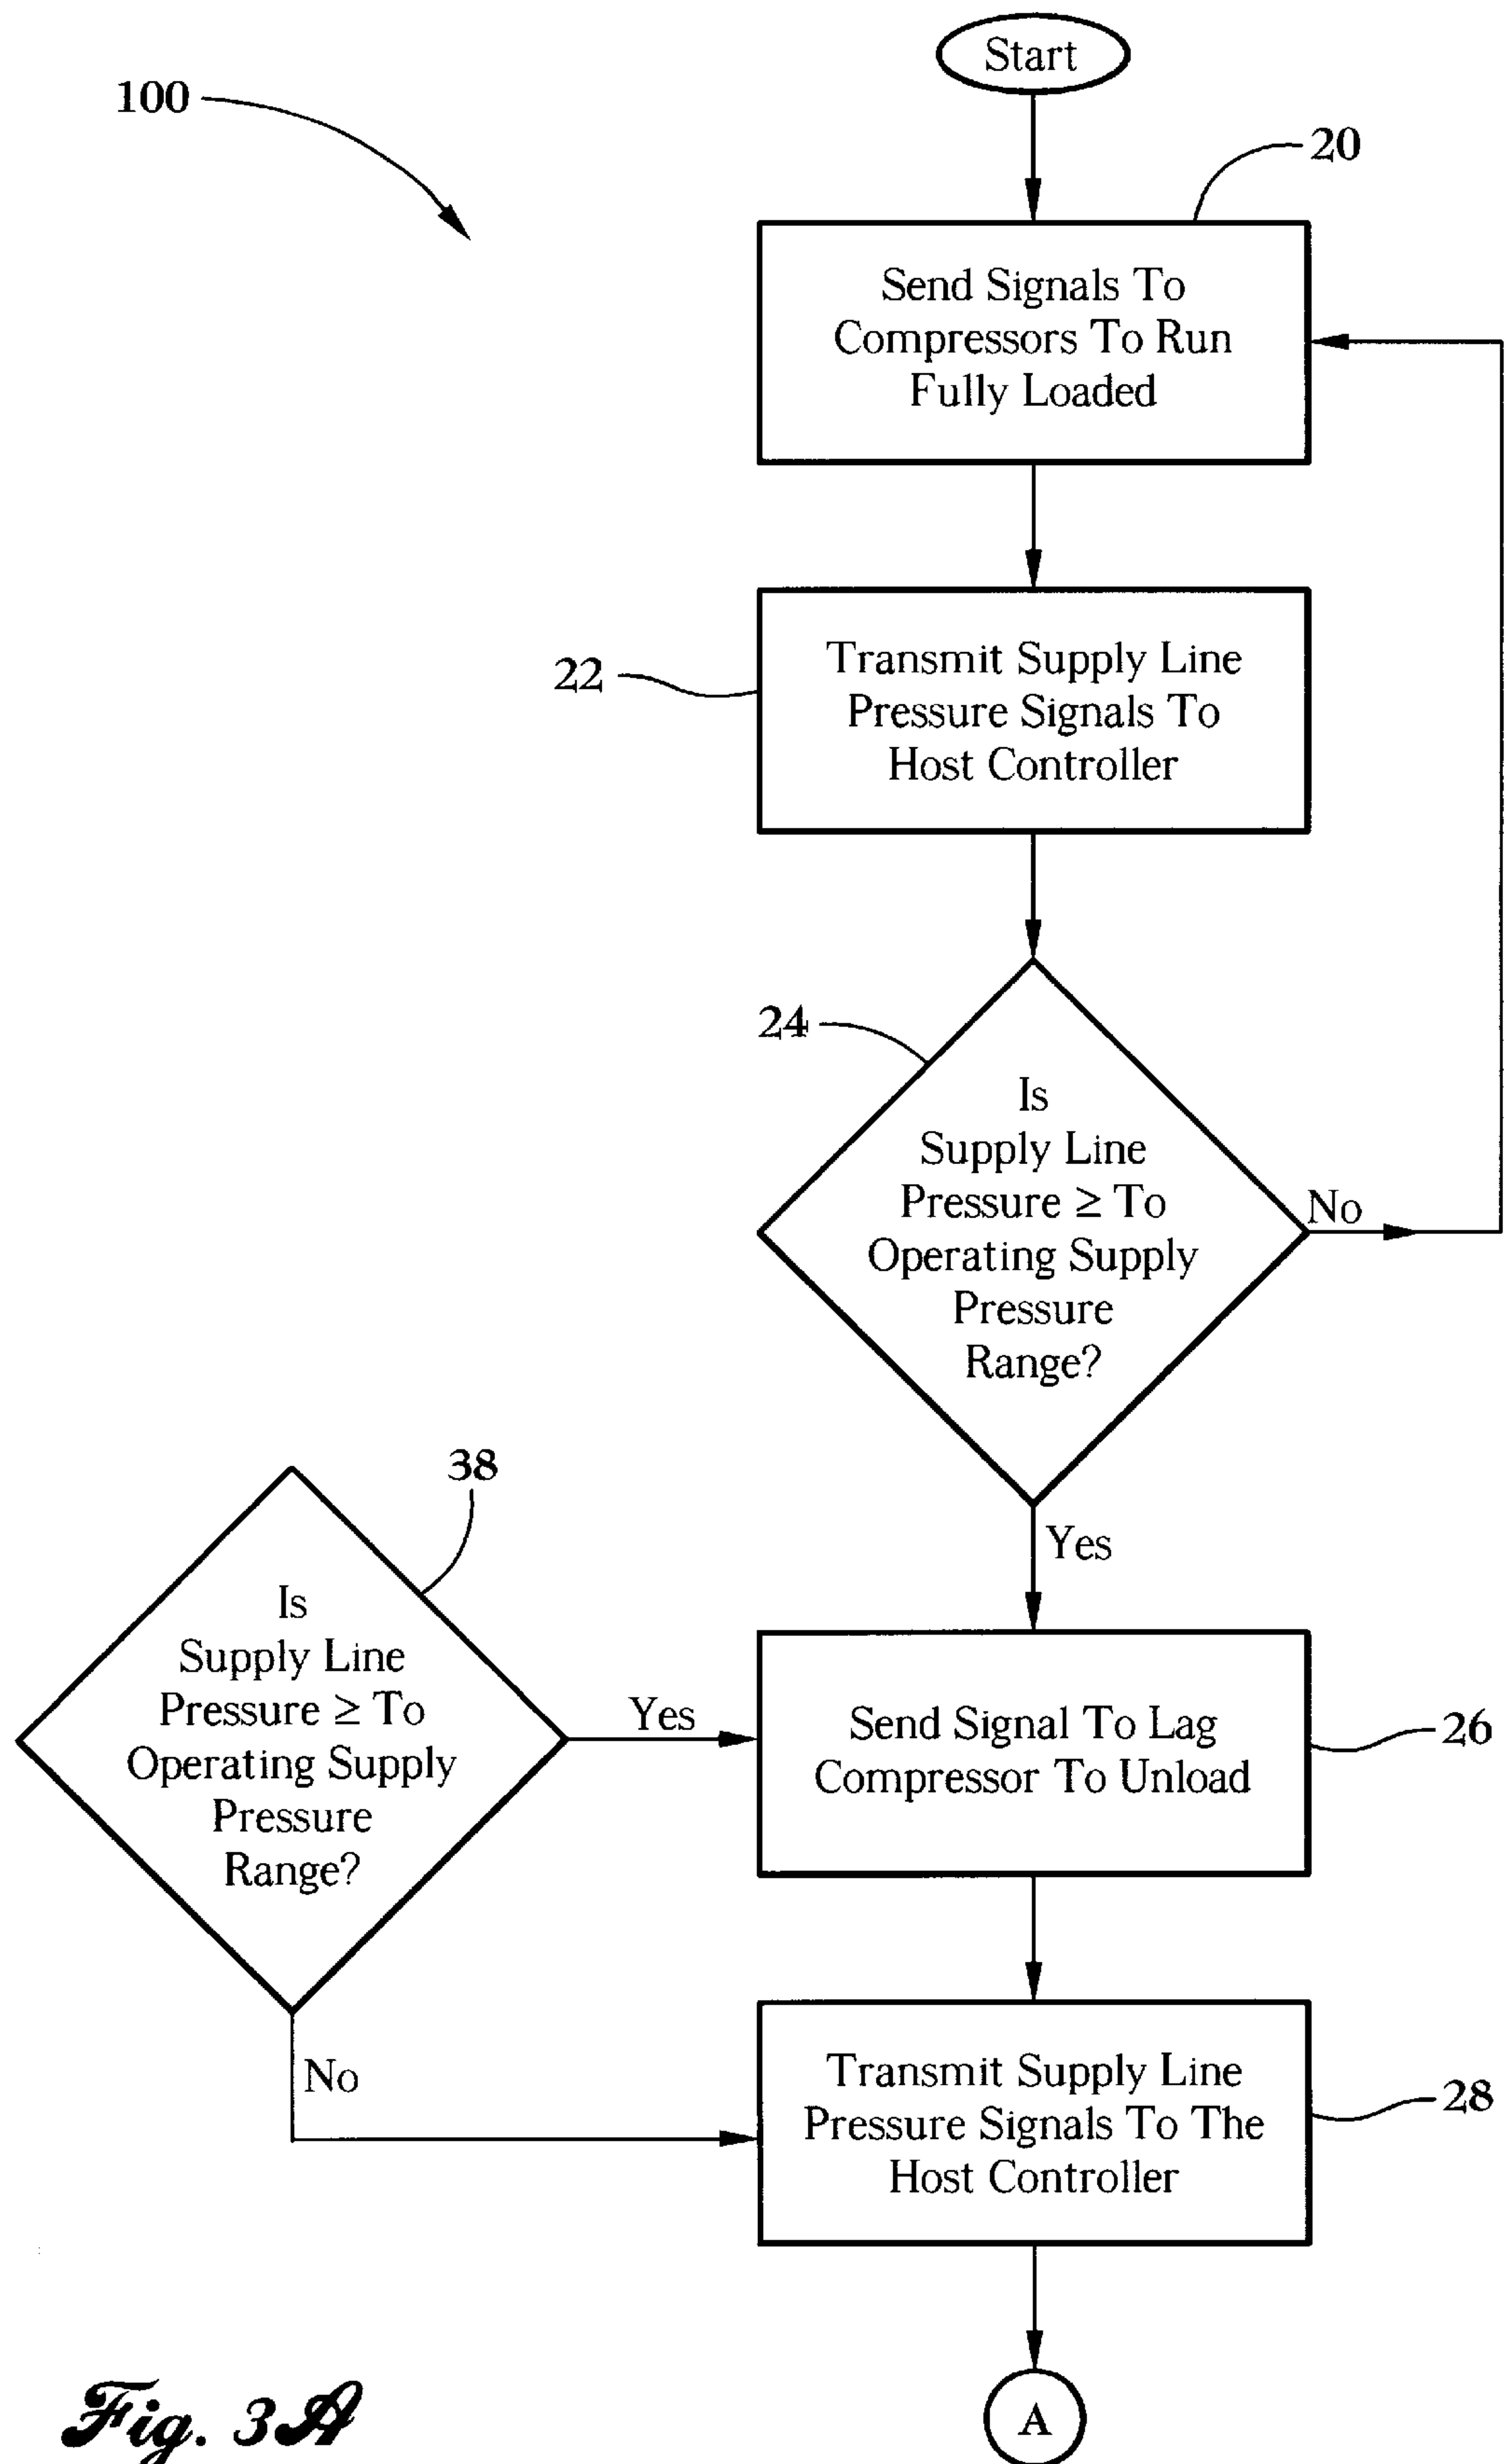 Start
100
20
Send Signals To
Compressors To Run
Fully Loaded
22
Transmit Supply Line
Pressure Signals To
Host Controller
24
Is
Supply Line
Pressure ≥ To
Operating Supply
Pressure
Range?
No
Yes
38
Is
Supply Line
Pressure ≥ To
Operating Supply
Pressure
Range?
Yes
No
Send Signal To Lag
Compressor To Unload
26
Transmit Supply Line
Pressure Signals To The
Host Controller
28
A
Fig. 3A